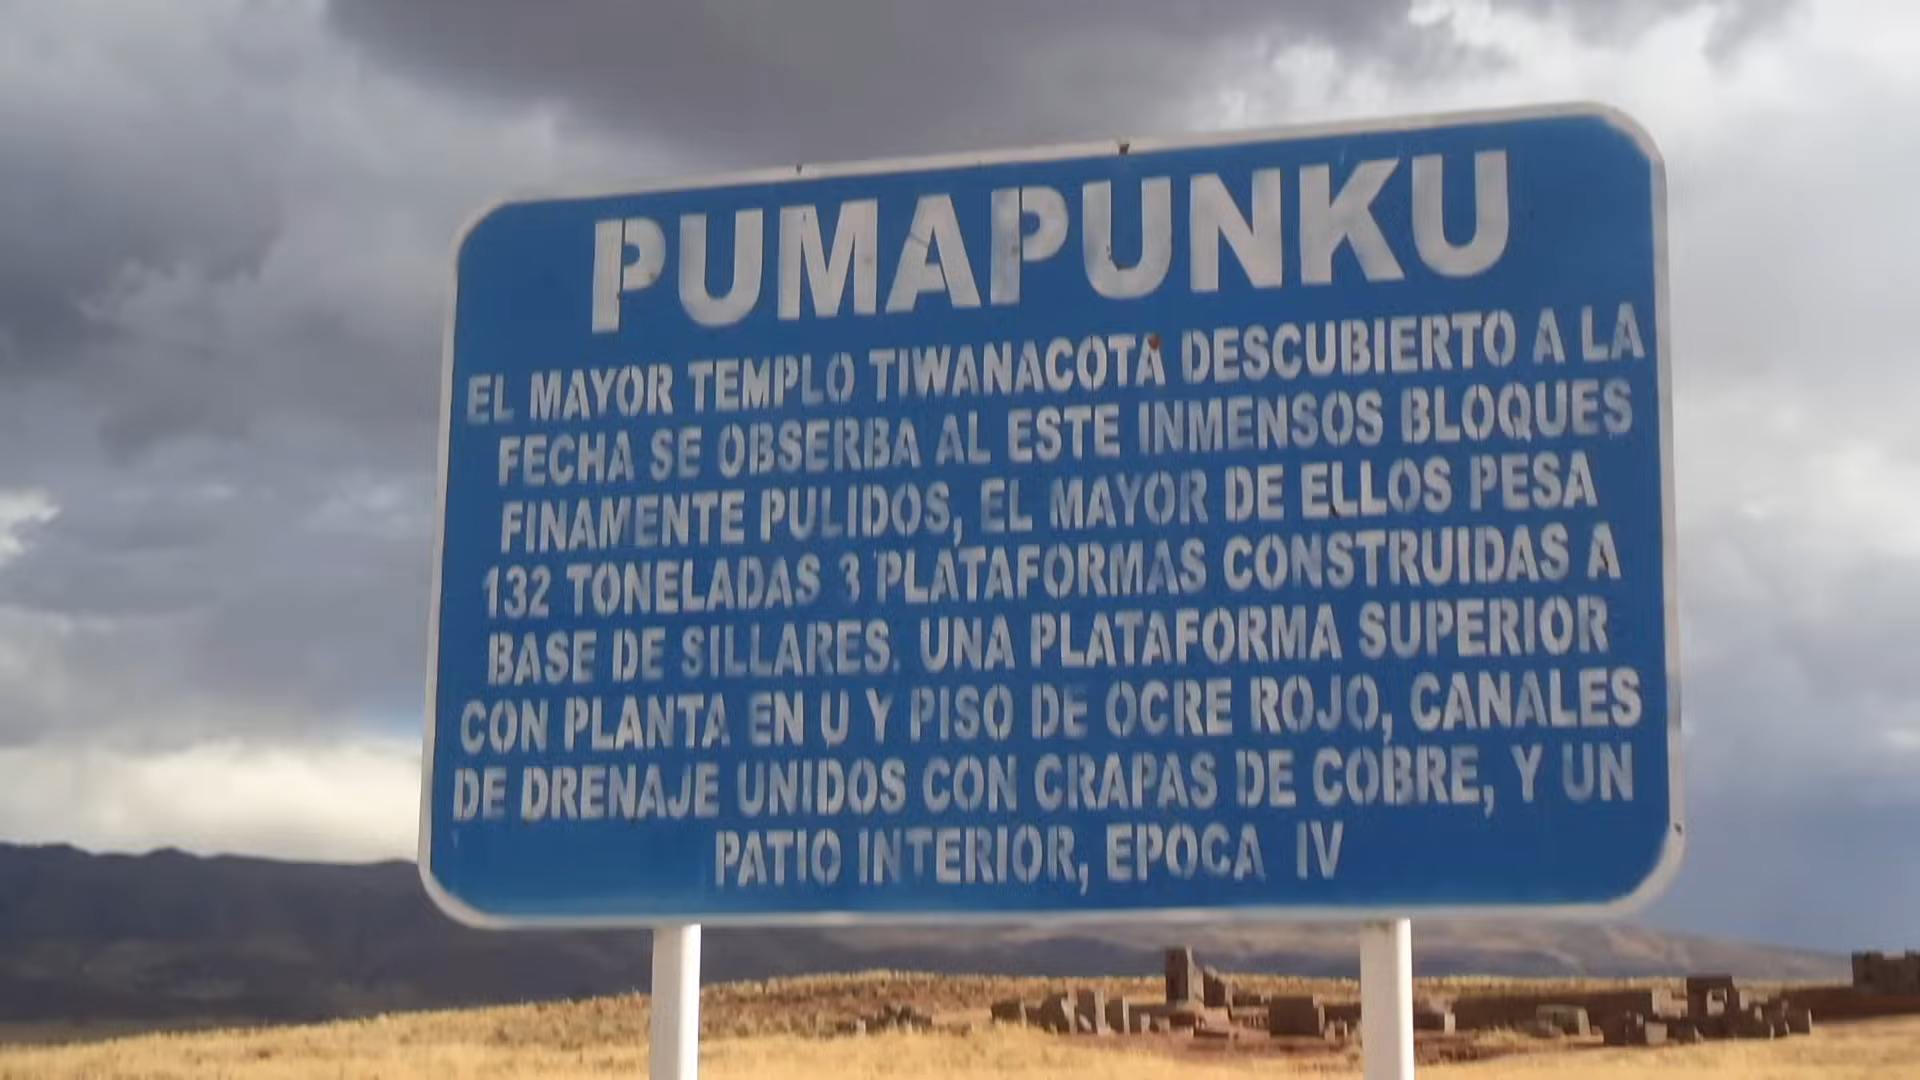 PUMAPUNKU
EL MAYOR TEMPLO TIWANACOTA DESCUBIERTO A LA
FECHA SE OBSERBA AL ESTE INMENSOS BLOQUES
FINAMENTE PULIDOS, EL MAYOR DE ELLOS PESA
132 TONELADAS 3 PLATAFORMAS CONSTRUIDAS A
BASE DE SILLARES. UNA PLATAFORMA SUPERIOR
CON PLANTA EN U Y PISO DE OCRE ROJO, CANALES
DE DRENAJE UNIDOS CON CRAPAS DE COBRE, Y UN
PATIO INTERIOR, EPOCA IV